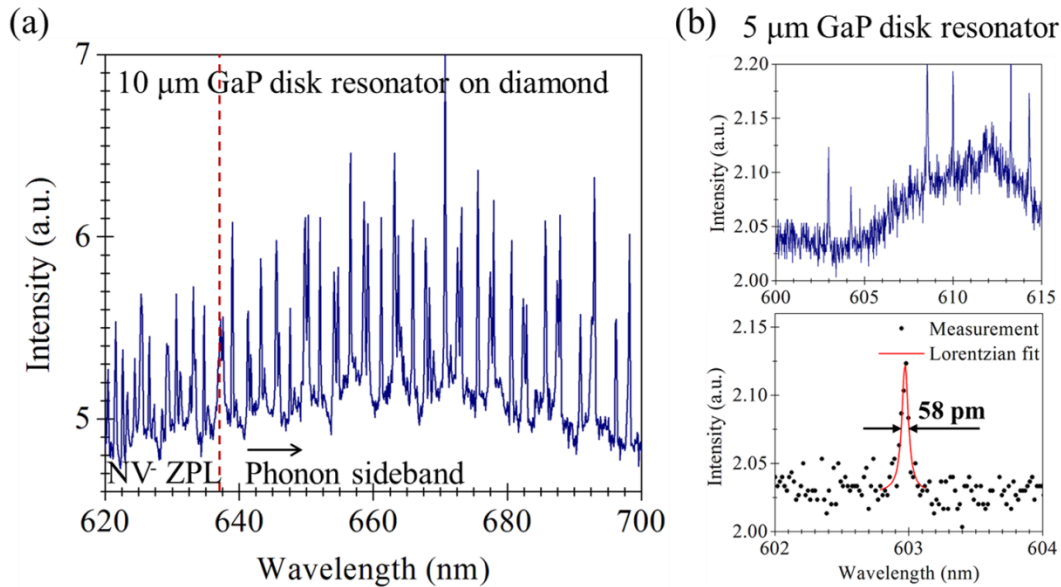 (a)
10 μm GaP disk resonator on diamond
Intensity (a.u.)
7
6
5
NV- ZPL
Phonon sideband
620
640
660
680
700
Wavelength (nm)
(b)
5 μm GaP disk resonator
Intensity (a.u.)
2.20
2.15
2.10
2.05
2.00
600
605
610
615
Intensity (a.u.)
2.15
2.10
2.05
2.00
Measurement
Lorentzian fit
58 pm
602
603
604
Wavelength (nm)